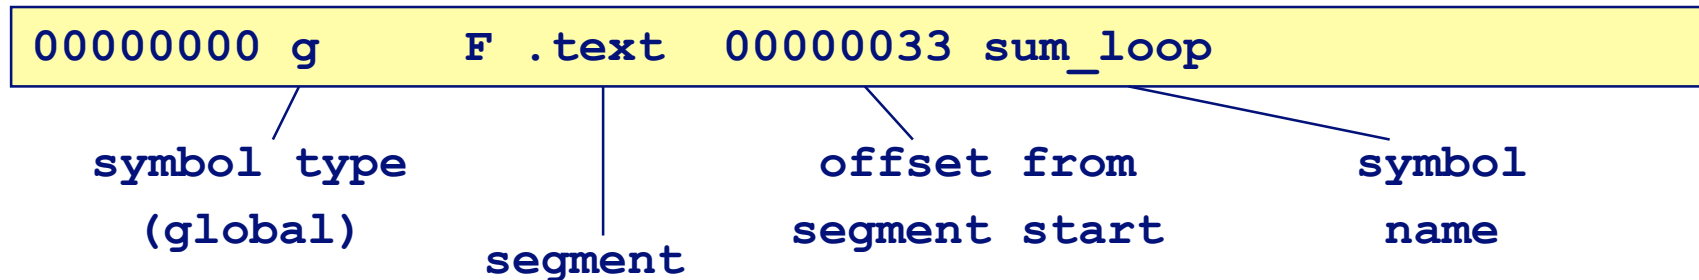 00000000 g F .text 00000033 sum_loop
symbol type
(global)
segment
offset from
segment start
symbol
name